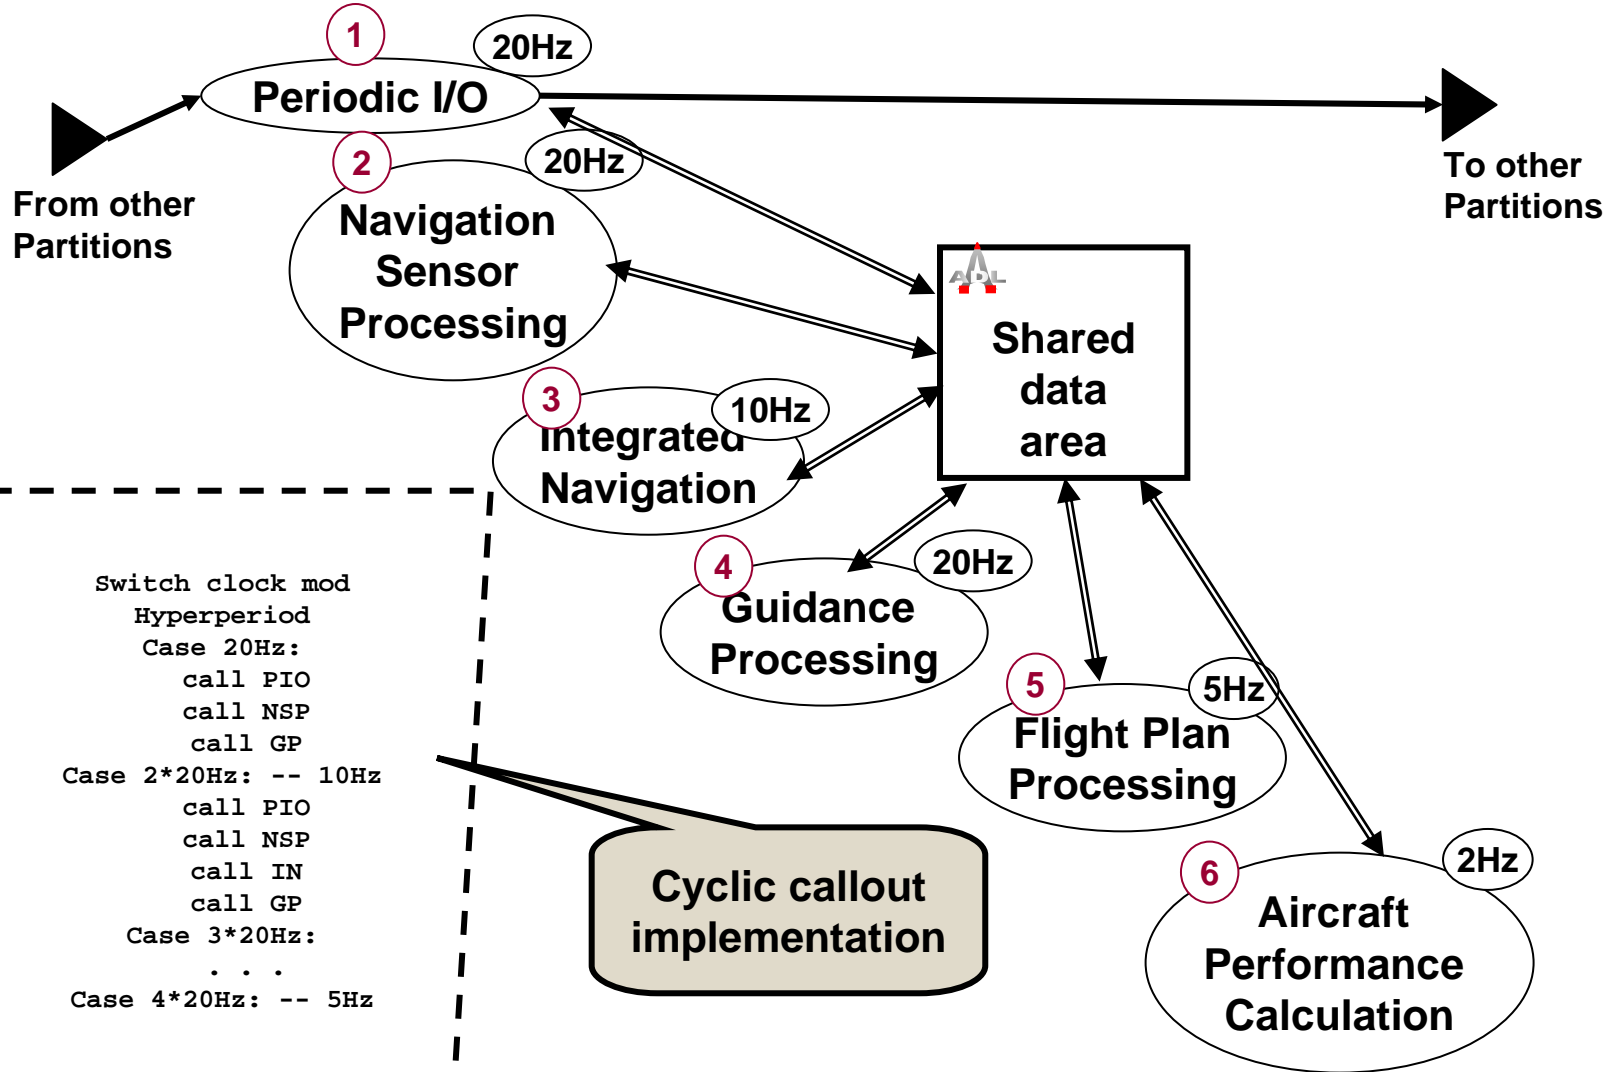 1
20Hz
Periodic I/O
From other
Partitions
To other
Partitions
2
20Hz
Navigation
Sensor
Processing
ADL
Shared
data
area
3
10Hz
Integrated
Navigation
4
20Hz
Guidance
Processing
5
5Hz
Flight Plan
Processing
6
2Hz
Aircraft
Performance
Calculation
Switch clock mod
Hyperperiod
Case 20Hz:
call PIO
call NSP
call GP
Case 2*20Hz: -- 10Hz
call PIO
call NSP
call IN
call GP
Case 3*20Hz:
. . .
Case 4*20Hz: -- 5Hz
Cyclic callout
implementation